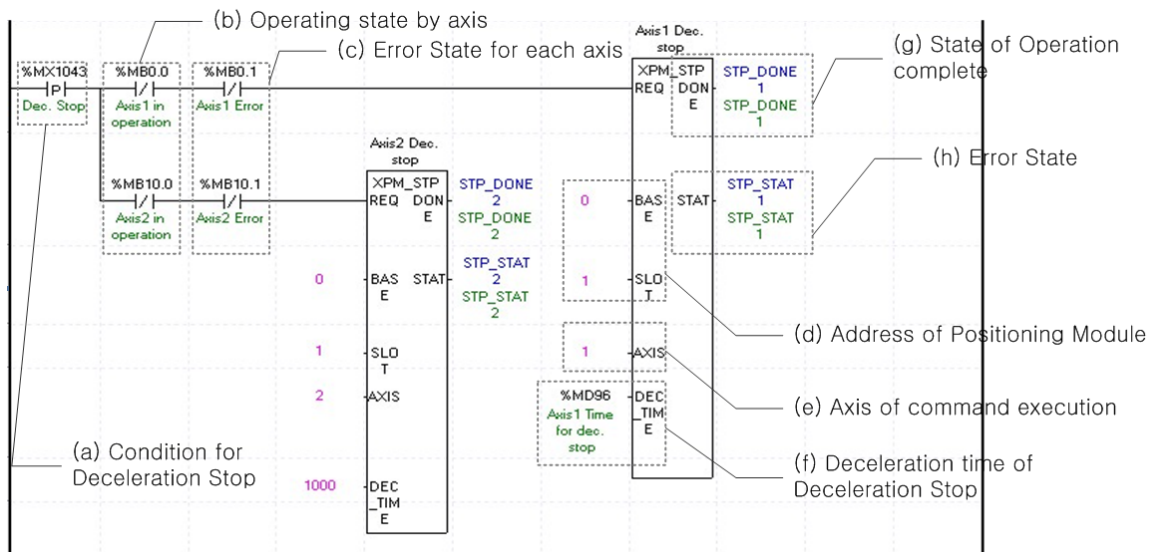 (b) Operating state by axis
(c) Error State for each axis
Axis1 Dec.
stop
(g) State of Operation
complete
%MX1043
P
Dec. Stop
%MB0.0
Axis1 in
operation
%MB0.1
Axis1 Error
XPM_STP
REQ DON
E
STP_DONE
1
STP_DONE
1
Axis2 Dec.
stop
(h) Error State
%MB10.0
Axis2 in
operation
%MB10.1
Axis2 Error
XPM_STP
REQ DON
E
STP_DONE
2
STP_DONE
2
0
BAS
E
STAT
STP_STAT
1
STP_STAT
1
0
BAS
E
STAT
STP_STAT
2
STP_STAT
2
1
SLO
T
(d) Address of Positioning Module
1
SLO
T
1
AXIS
2
AXIS
%MD96
Axis1 Time
for dec.
stop
DEC
_TIM
E
(e) Axis of command execution
(a) Condition for
Deceleration Stop
(f) Deceleration time of
Deceleration Stop
1000
DEC
_TIM
E